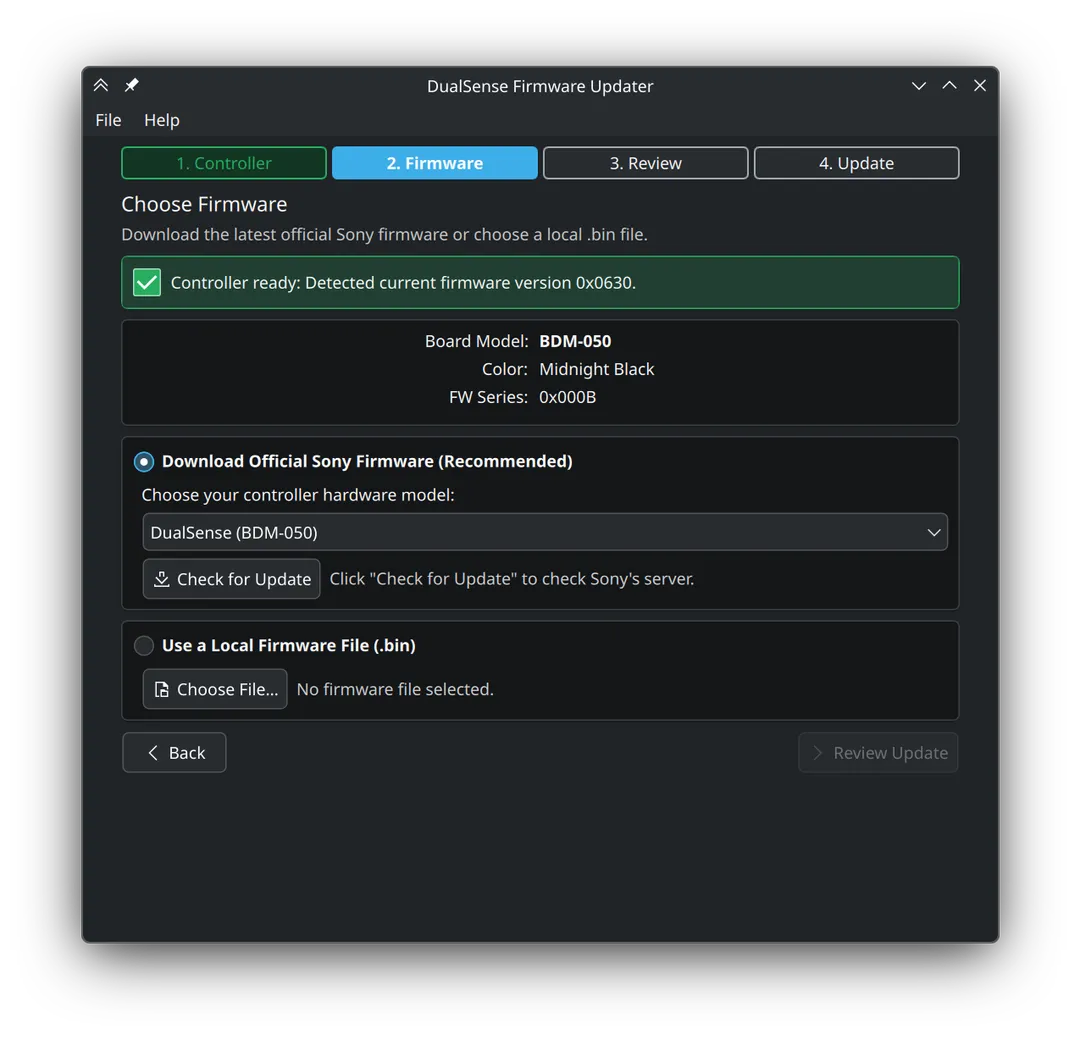 DualSense Firmware Updater
File Help
1. Controller 2. Firmware 3. Review 4. Update
Choose Firmware
Download the latest official Sony firmware or choose a local .bin file.
Controller ready: Detected current firmware version 0x0630.
Board Model: BDM-050
Color: Midnight Black
FW Series: 0x000B
Download Official Sony Firmware (Recommended)
Choose your controller hardware model:
DualSense (BDM-050)
Check for Update Click "Check for Update" to check Sony's server.
Use a Local Firmware File (.bin)
Choose File... No firmware file selected.
Back Review Update